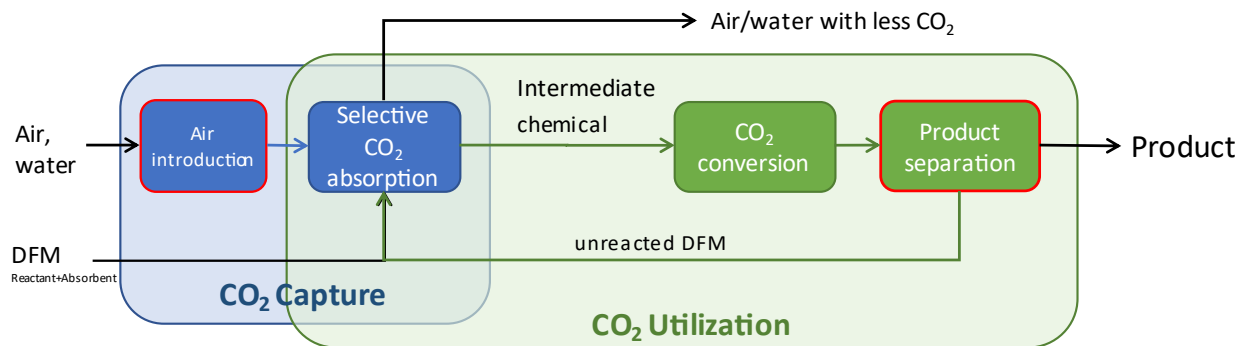 Air/water with less CO₂
Air,
water
Air
introduction
Selective
CO₂
absorption
Intermediate
chemical
CO₂
conversion
Product
separation
Product
DFM
Reactant+Absorbent
unreacted DFM
CO₂ Capture
CO₂ Utilization